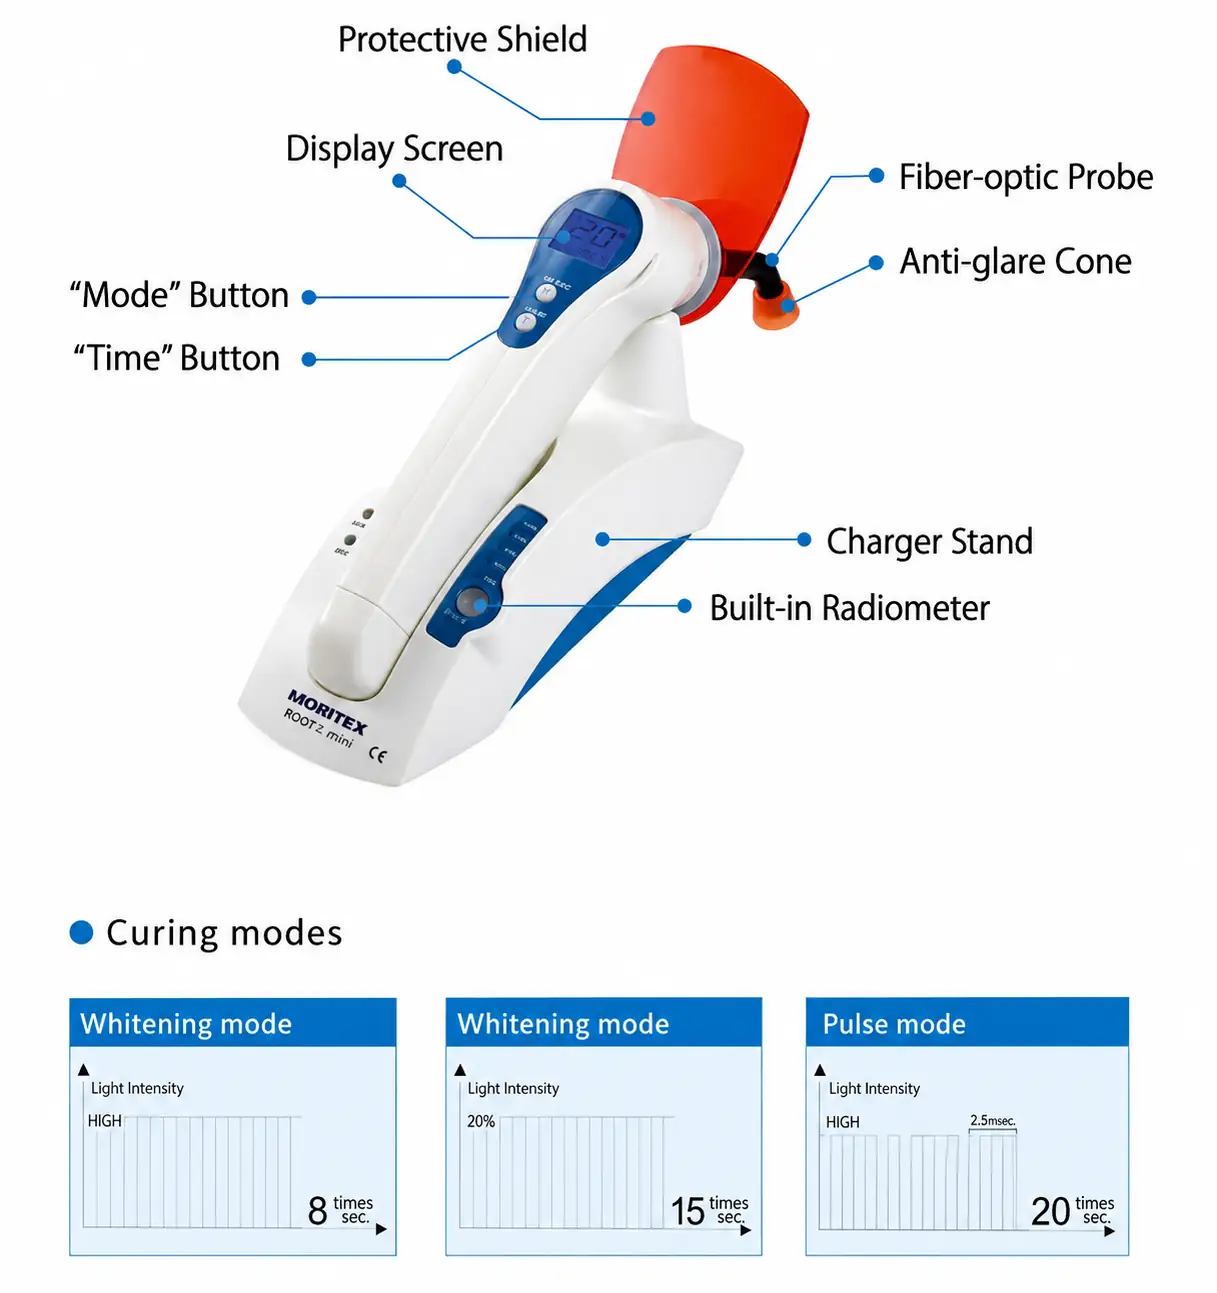 Protective Shield
Display Screen
Fiber-optic Probe
Anti-glare Cone
“Mode” Button
“Time” Button
20
M
T
Charger Stand
Built-in Radiometer
MORITEX
ROOTZ mini
CE
Curing modes
Whitening mode
Light Intensity
HIGH
8 times
sec.
Whitening mode
Light Intensity
20%
15 times
sec.
Pulse mode
Light Intensity
HIGH
2.5msec.
20 times
sec.